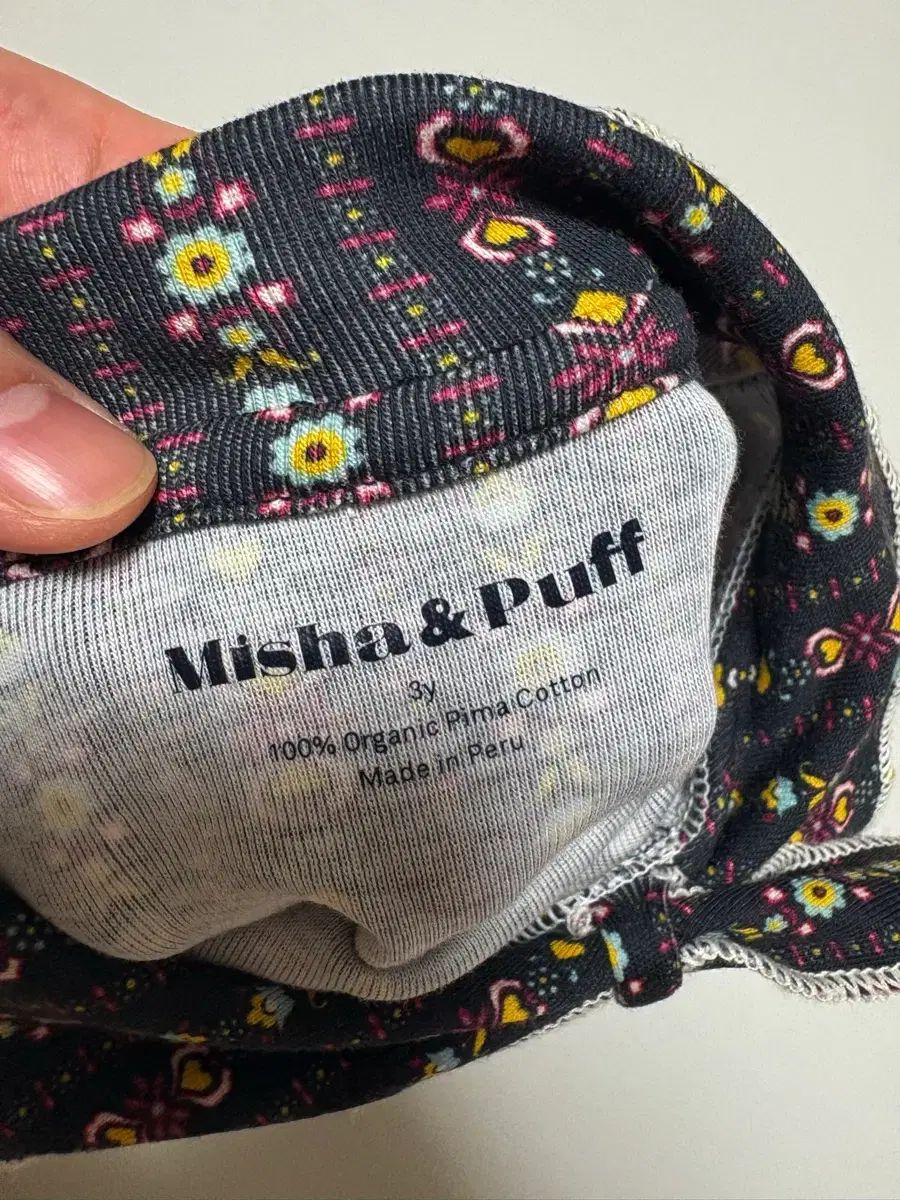 Misha & Puff
3y
100% Organic Pima Cotton
Made in Peru